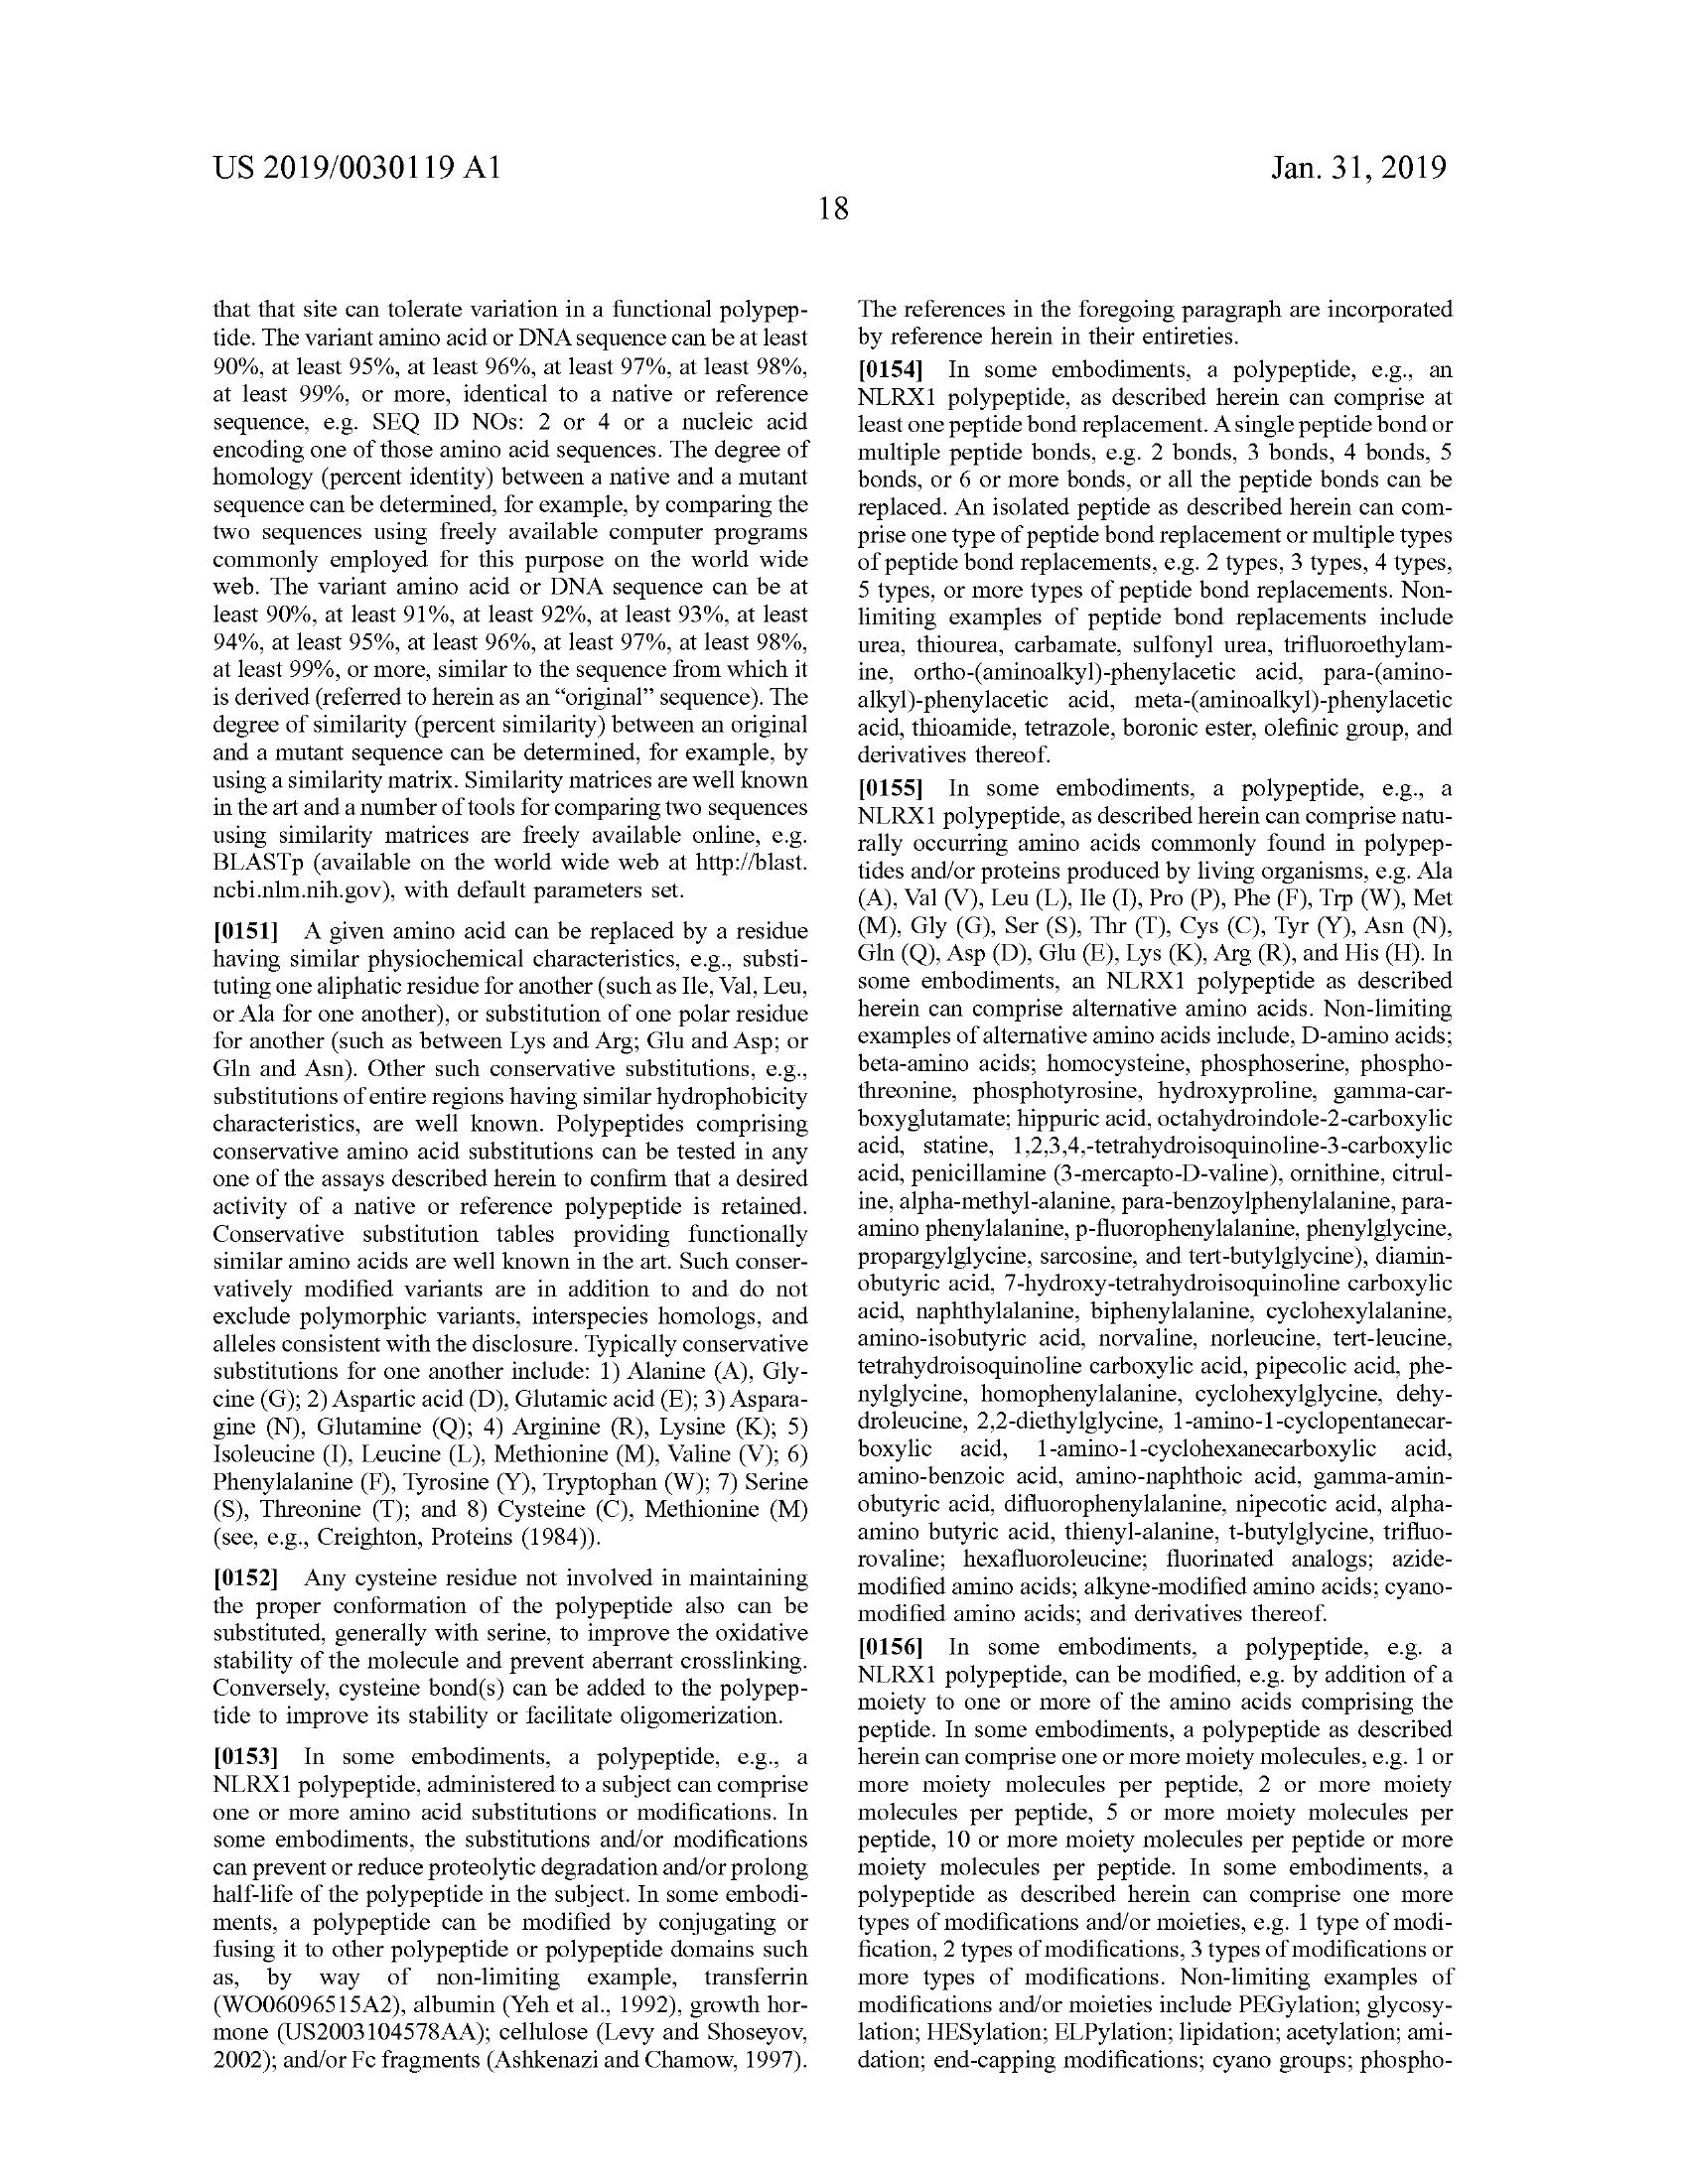 US 2019/0030119 A1
Jan. 31, 2019
18
that that site can tolerate variation in a functional polypep-
tide. The variant amino acid or DNA sequence can be at least
90%, at least 95%, at least 96%, at least 97%, at least 98%,
at least 99%, or more, identical to a native or reference
sequence, e.g. SEQ ID NOs: 2 or 4 or a nucleic acid
encoding one of those amino acid sequences. The degree of
homology (percent identity) between a native and a mutant
sequence can be determined, for example, by comparing the
two sequences using freely available computer programs
commonly employed for this purpose on the world wide
web. The variant amino acid or DNA sequence can be at
least 90%, at least 91%, at least 92%, at least 93%, at least
94%, at least 95%, at least 96%, at least 97%, at least 98%,
at least 99%, or more, similar to the sequence from which it
is derived (referred to herein as an “original” sequence). The
degree of similarity (percent similarity) between an original
and a mutant sequence can be determined, for example, by
using a similarity matrix. Similarity matrices are well known
in the art and a number of tools for comparing two sequences
using similarity matrices are freely available online, e.g.
BLASTp (available on the world wide web at http://blast.
ncbi.nlm.nih.gov), with default parameters set.
[0151] A given amino acid can be replaced by a residue
having similar physiochemical characteristics, e.g., substi-
tuting one aliphatic residue for another (such as Ile, Val, Leu,
or Ala for one another), or substitution of one polar residue
for another (such as between Lys and Arg; Glu and Asp; or
Gln and Asn). Other such conservative substitutions, e.g.,
substitutions of entire regions having similar hydrophobicity
characteristics, are well known. Polypeptides comprising
conservative amino acid substitutions can be tested in any
one of the assays described herein to confirm that a desired
activity of a native or reference polypeptide is retained.
Conservative substitution tables providing functionally
similar amino acids are well known in the art. Such conser-
vatively modified variants are in addition to and do not
exclude polymorphic variants, interspecies homologs, and
alleles consistent with the disclosure. Typically conservative
substitutions for one another include: 1) Alanine (A), Gly-
cine (G); 2) Aspartic acid (D), Glutamic acid (E); 3) Aspara-
gine (N), Glutamine (Q); 4) Arginine (R), Lysine (K); 5)
Isoleucine (I), Leucine (L), Methionine (M), Valine (V); 6)
Phenylalanine (F), Tyrosine (Y), Tryptophan (W); 7) Serine
(S), Threonine (T); and 8) Cysteine (C), Methionine (M)
(see, e.g., Creighton, Proteins (1984)).
[0152] Any cysteine residue not involved in maintaining
the proper conformation of the polypeptide also can be
substituted, generally with serine, to improve the oxidative
stability of the molecule and prevent aberrant crosslinking.
Conversely, cysteine bond(s) can be added to the polypep-
tide to improve its stability or facilitate oligomerization.
[0153] In some embodiments, a polypeptide, e.g., a
NLRX1 polypeptide, administered to a subject can comprise
one or more amino acid substitutions or modifications. In
some embodiments, the substitutions and/or modifications
can prevent or reduce proteolytic degradation and/or prolong
half-life of the polypeptide in the subject. In some embodi-
ments, a polypeptide can be modified by conjugating or
fusing it to other polypeptide or polypeptide domains such
as, by way of non-limiting example, transferrin
(WO06096515A2), albumin (Yeh et al., 1992), growth hor-
mone (US2003104578AA); cellulose (Levy and Shoseyov,
2002); and/or Fc fragments (Ashkenazi and Chamow, 1997).
The references in the foregoing paragraph are incorporated
by reference herein in their entireties.
[0154] In some embodiments, a polypeptide, e.g., an
NLRX1 polypeptide, as described herein can comprise at
least one peptide bond replacement. A single peptide bond or
multiple peptide bonds, e.g. 2 bonds, 3 bonds, 4 bonds, 5
bonds, or 6 or more bonds, or all the peptide bonds can be
replaced. An isolated peptide as described herein can com-
prise one type of peptide bond replacement or multiple types
of peptide bond replacements, e.g. 2 types, 3 types, 4 types,
5 types, or more types of peptide bond replacements. Non-
limiting examples of peptide bond replacements include
urea, thiourea, carbamate, sulfonyl urea, trifluoroethylam-
ine, ortho-(aminoalkyl)-phenylacetic acid, para-(amino-
alkyl)-phenylacetic acid, meta-(aminoalkyl)-phenylacetic
acid, thioamide, tetrazole, boronic ester, olefinic group, and
derivatives thereof.
[0155] In some embodiments, a polypeptide, e.g., a
NLRX1 polypeptide, as described herein can comprise natu-
rally occurring amino acids commonly found in polypep-
tides and/or proteins produced by living organisms, e.g. Ala
(A), Val (V), Leu (L), Ile (I), Pro (P), Phe (F), Trp (W), Met
(M), Gly (G), Ser (S), Thr (T), Cys (C), Tyr (Y), Asn (N),
Gln (Q), Asp (D), Glu (E), Lys (K), Arg (R), and His (H). In
some embodiments, an NLRX1 polypeptide as described
herein can comprise alternative amino acids. Non-limiting
examples of alternative amino acids include, D-amino acids;
beta-amino acids; homocysteine, phosphoserine, phospho-
threonine, phosphotyrosine, hydroxyproline, gamma-car-
boxyglutamate; hippuric acid, octahydroindole-2-carboxylic
acid, statine, 1,2,3,4,-tetrahydroisoquinoline-3-carboxylic
acid, penicillamine (3-mercapto-D-valine), ornithine, citrul-
ine, alpha-methyl-alanine, para-benzoylphenylalanine, para-
amino phenylalanine, p-fluorophenylalanine, phenylglycine,
propargylglycine, sarcosine, and tert-butylglycine), diamin-
obutyric acid, 7-hydroxy-tetrahydroisoquinoline carboxylic
acid, naphthylalanine, biphenylalanine, cyclohexylalanine,
amino-isobutyric acid, norvaline, norleucine, tert-leucine,
tetrahydroisoquinoline carboxylic acid, pipecolic acid, phe-
nylglycine, homophenylalanine, cyclohexylglycine, dehy-
droleucine, 2,2-diethylglycine, 1-amino-1-cyclopentanecar-
boxylic acid, 1-amino-1-cyclohexanecarboxylic acid,
amino-benzoic acid, amino-naphthoic acid, gamma-amin-
obutyric acid, difluorophenylalanine, nipecotic acid, alpha-
amino butyric acid, thienyl-alanine, t-butylglycine, trifluo-
rovaline; hexafluoroleucine; fluorinated analogs; azide-
modified amino acids; alkyne-modified amino acids; cyano-
modified amino acids; and derivatives thereof.
[0156] In some embodiments, a polypeptide, e.g. a
NLRX1 polypeptide, can be modified, e.g. by addition of a
moiety to one or more of the amino acids comprising the
peptide. In some embodiments, a polypeptide as described
herein can comprise one or more moiety molecules, e.g. 1 or
more moiety molecules per peptide, 2 or more moiety
molecules per peptide, 5 or more moiety molecules per
peptide, 10 or more moiety molecules per peptide or more
moiety molecules per peptide. In some embodiments, a
polypeptide as described herein can comprise one more
types of modifications and/or moieties, e.g. 1 type of modi-
fication, 2 types of modifications, 3 types of modifications or
more types of modifications. Non-limiting examples of
modifications and/or moieties include PEGylation; glycosy-
lation; HESylation; ELPylation; lipidation; acetylation; ami-
dation; end-capping modifications; cyano groups; phospho-